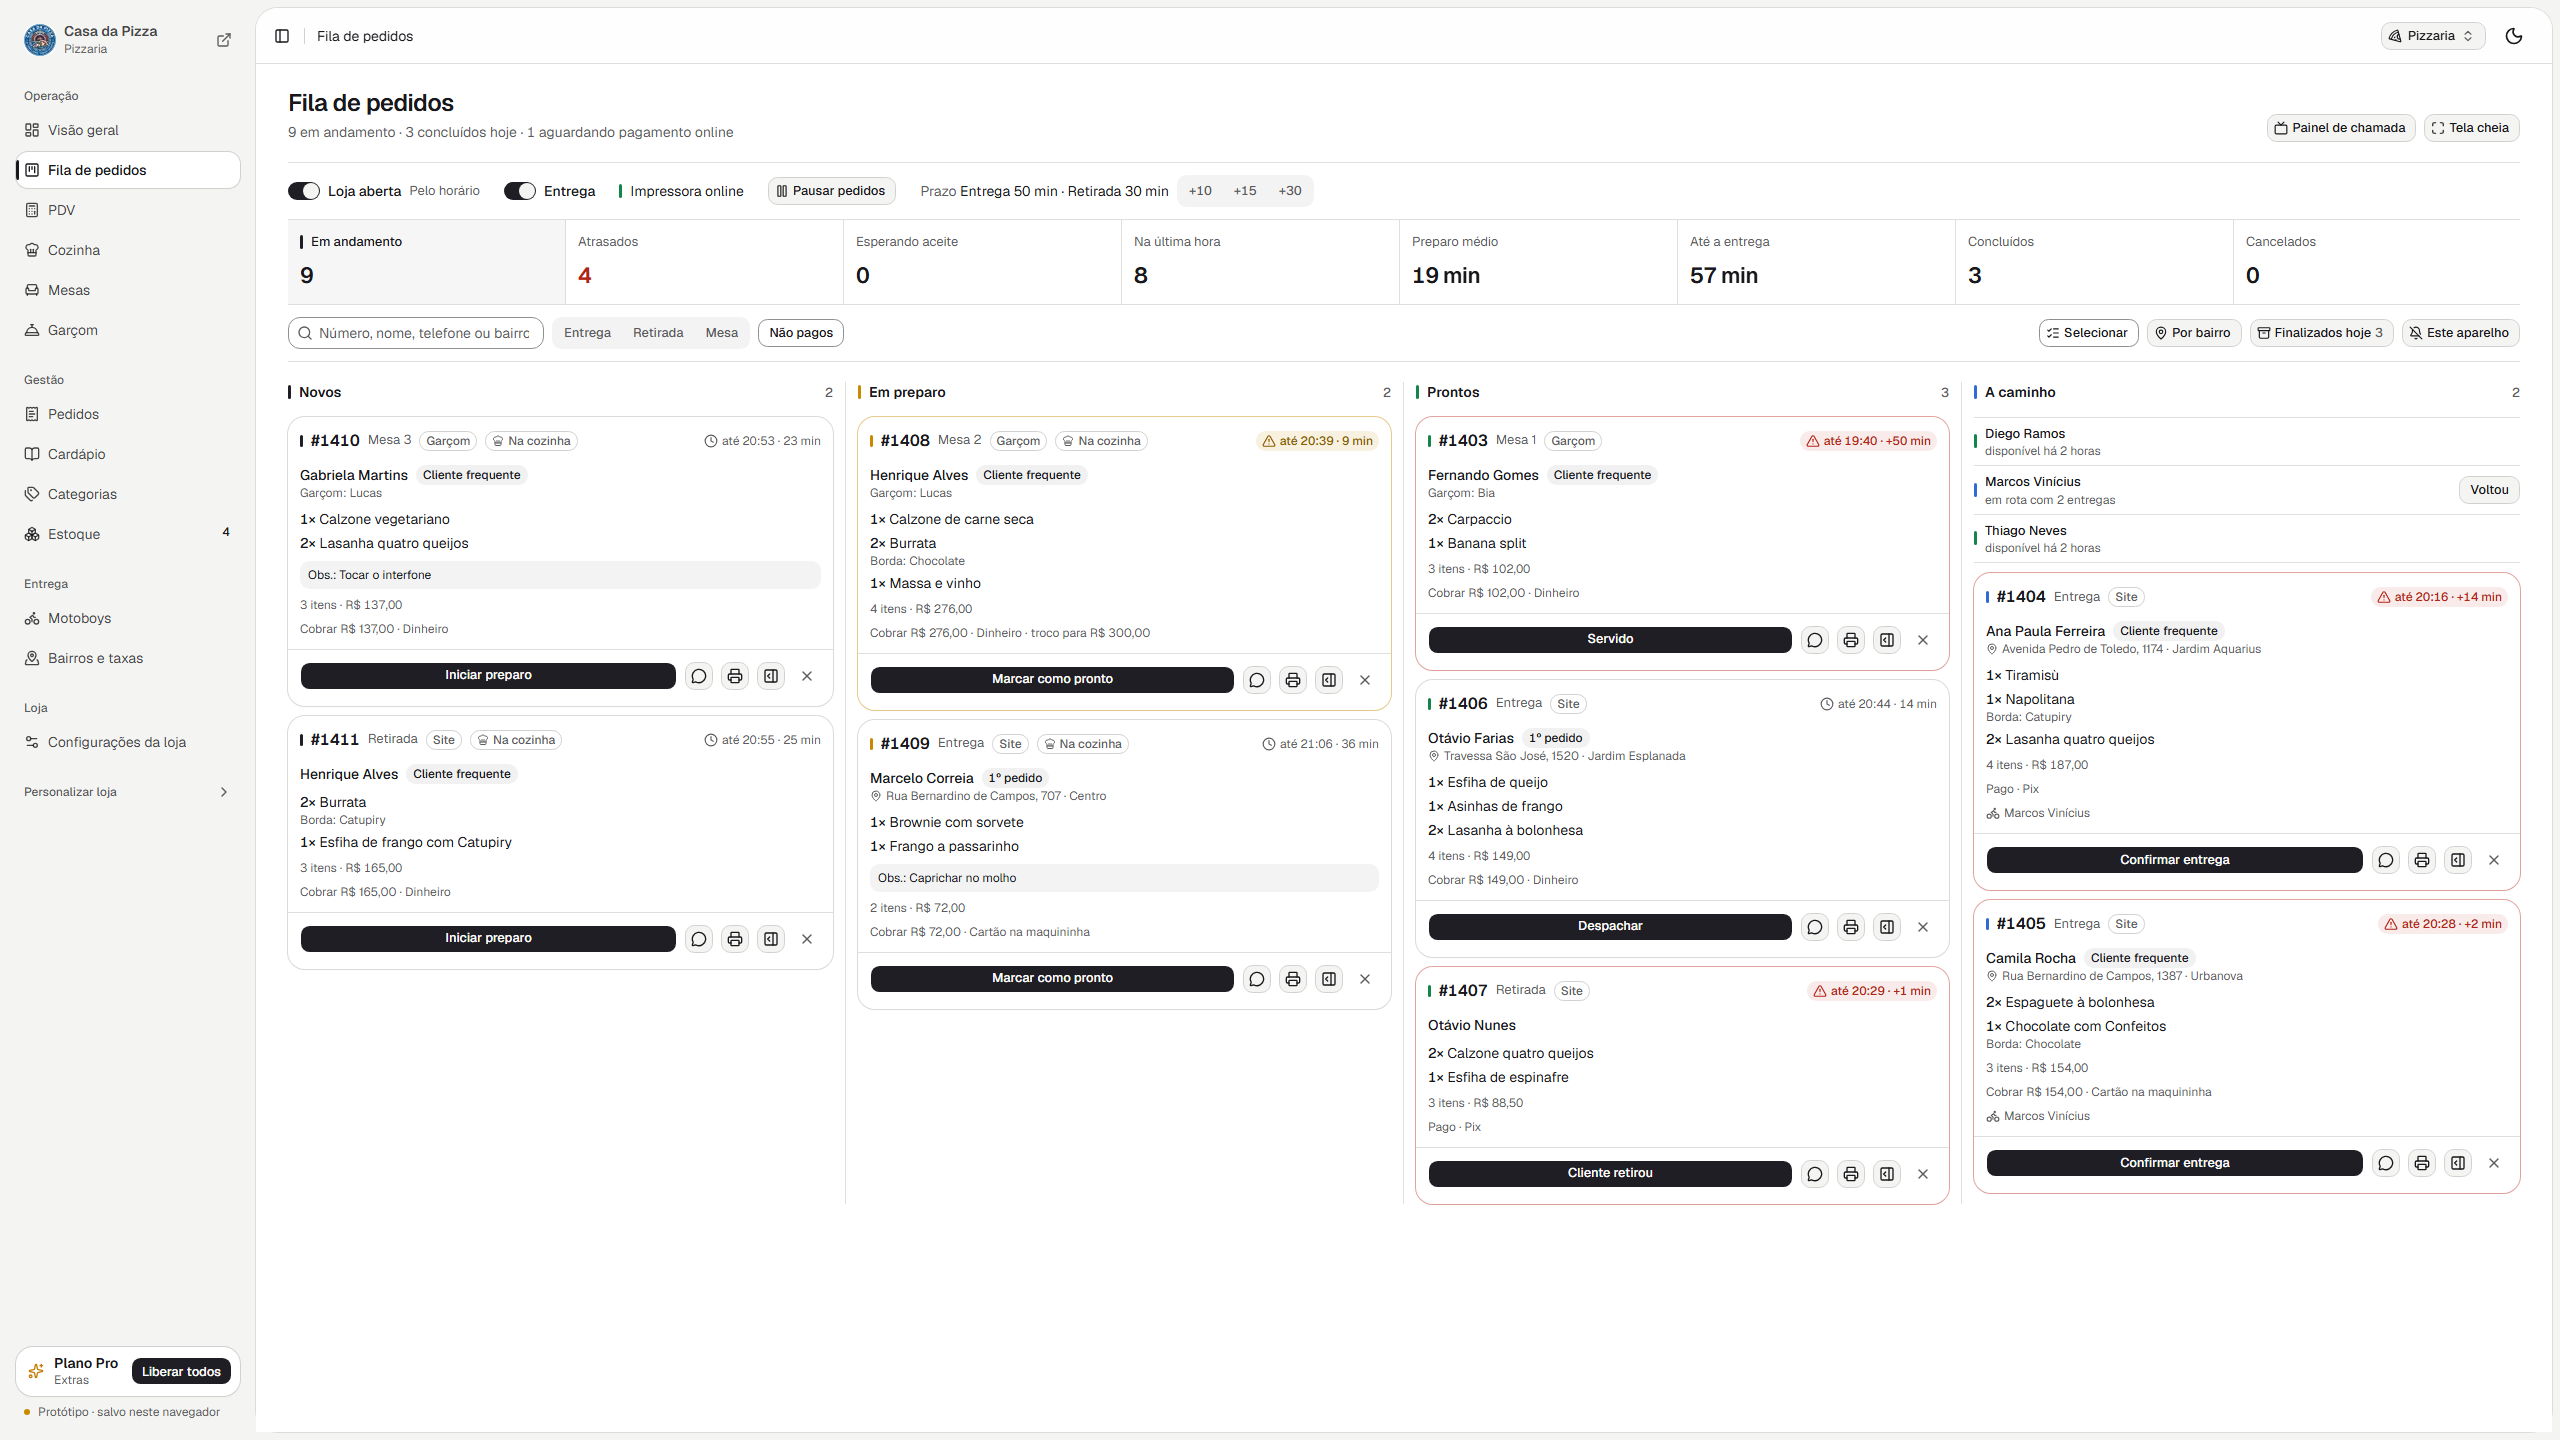 Casa da Pizza
Pizzaria
Operação
Visão geral
Fila de pedidos
PDV
Cozinha
Mesas
Garçom
Gestão
Pedidos
Cardápio
Categorias
Estoque 4
Entrega
Motoboys
Bairros e taxas
Loja
Configurações da loja
Personalizar loja
Plano Pro
Extras
Liberar todos
Protótipo · salvo neste navegador
Fila de pedidos
Pizzaria
Fila de pedidos
9 em andamento · 3 concluídos hoje · 1 aguardando pagamento online
Painel de chamada
Tela cheia
Loja aberta Pelo horário
Entrega
Impressora online
Pausar pedidos
Prazo Entrega 50 min · Retirada 30 min
+10 +15 +30
Em andamento
9
Atrasados
4
Esperando aceite
0
Na última hora
8
Preparo médio
19 min
Até a entrega
57 min
Concluídos
3
Cancelados
0
Número, nome, telefone ou bairro
Entrega Retirada Mesa
Não pagos
Selecionar
Por bairro
Finalizados hoje 3
Este aparelho
Novos 2
#1410 Mesa 3 Garçom Na cozinha até 20:53 · 23 min
Gabriela Martins Cliente frequente
Garçom: Lucas
1× Calzone vegetariano
2× Lasanha quatro queijos
Obs.: Tocar o interfone
3 itens · R$ 137,00
Cobrar R$ 137,00 · Dinheiro
Iniciar preparo
#1411 Retirada Site Na cozinha até 20:55 · 25 min
Henrique Alves Cliente frequente
2× Burrata
Borda: Catupiry
1× Esfiha de frango com Catupiry
3 itens · R$ 165,00
Cobrar R$ 165,00 · Dinheiro
Iniciar preparo
Em preparo 2
#1408 Mesa 2 Garçom Na cozinha até 20:39 · 9 min
Henrique Alves Cliente frequente
Garçom: Lucas
1× Calzone de carne seca
2× Burrata
Borda: Chocolate
1× Massa e vinho
4 itens · R$ 276,00
Cobrar R$ 276,00 · Dinheiro · troco para R$ 300,00
Marcar como pronto
#1409 Entrega Site Na cozinha até 21:06 · 36 min
Marcelo Correia 1º pedido
Rua Bernardino de Campos, 707 · Centro
1× Brownie com sorvete
1× Frango a passarinho
Obs.: Caprichar no molho
2 itens · R$ 72,00
Cobrar R$ 72,00 · Cartão na maquininha
Marcar como pronto
Prontos 3
#1403 Mesa 1 Garçom até 19:40 · +50 min
Fernando Gomes Cliente frequente
Garçom: Bia
2× Carpaccio
1× Banana split
3 itens · R$ 102,00
Cobrar R$ 102,00 · Dinheiro
Servido
#1406 Entrega Site até 20:44 · 14 min
Otávio Farias 1º pedido
Travessa São José, 1520 · Jardim Esplanada
1× Esfiha de queijo
1× Asinhas de frango
2× Lasanha à bolonhesa
4 itens · R$ 149,00
Cobrar R$ 149,00 · Dinheiro
Despachar
#1407 Retirada Site até 20:29 · +1 min
Otávio Nunes
2× Calzone quatro queijos
1× Esfiha de espinafre
3 itens · R$ 88,50
Pago · Pix
Cliente retirou
A caminho 2
Diego Ramos
disponível há 2 horas
Marcos Vinícius
em rota com 2 entregas
Voltou
Thiago Neves
disponível há 2 horas
#1404 Entrega Site até 20:16 · +14 min
Ana Paula Ferreira Cliente frequente
Avenida Pedro de Toledo, 1174 · Jardim Aquarius
1× Tiramisù
1× Napolitana
Borda: Catupiry
2× Lasanha quatro queijos
4 itens · R$ 187,00
Pago · Pix
Marcos Vinícius
Confirmar entrega
#1405 Entrega Site até 20:28 · +2 min
Camila Rocha Cliente frequente
Rua Bernardino de Campos, 1387 · Urbanova
2× Espaguete à bolonhesa
1× Chocolate com Confeitos
Borda: Chocolate
3 itens · R$ 154,00
Cobrar R$ 154,00 · Cartão na maquininha
Marcos Vinícius
Confirmar entrega